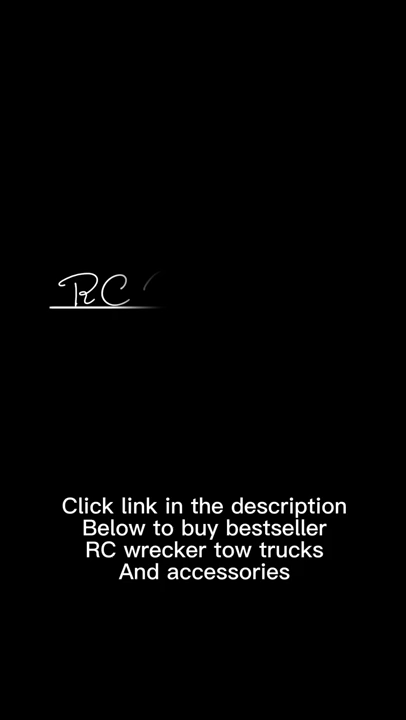 RC
Click link in the description
Below to buy bestseller
RC wrecker tow trucks
And accessories